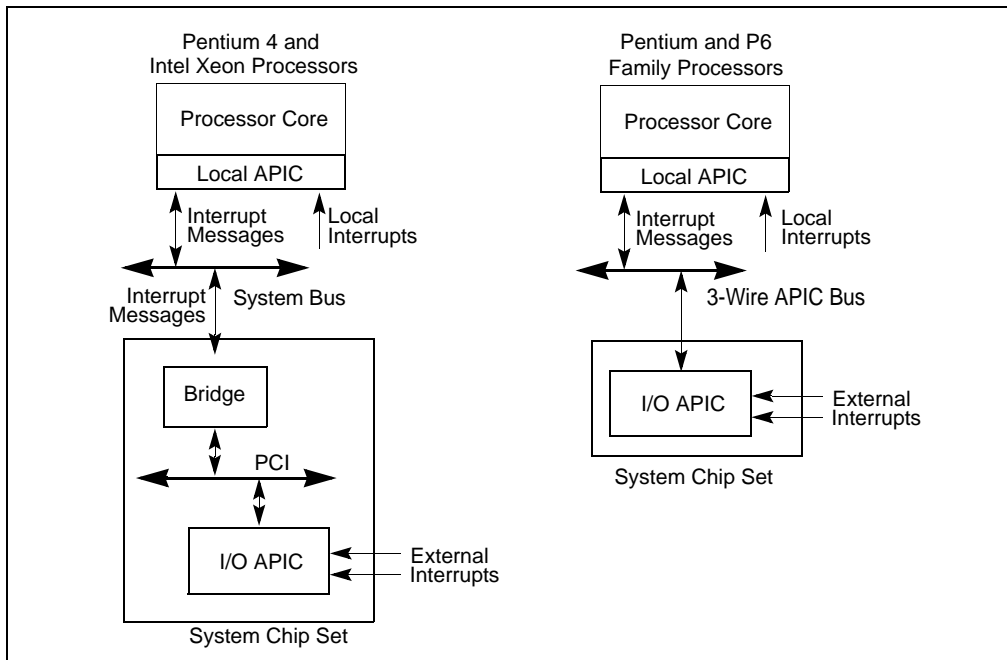 Pentium 4 and
Intel Xeon Processors
Processor Core
Local APIC
Interrupt
Messages
Local
Interrupts
Interrupt
Messages
System Bus
Bridge
PCI
I/O APIC
External
Interrupts
System Chip Set
Pentium and P6
Family Processors
Processor Core
Local APIC
Interrupt
Messages
Local
Interrupts
3-Wire APIC Bus
I/O APIC
External
Interrupts
System Chip Set